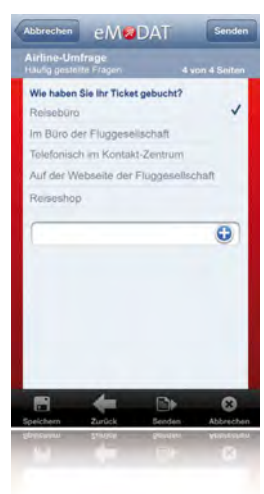 Abbrechen eMoDAT Senden
Airline-Umfrage
Häufig gestellte Fragen 4 von 4 Seiten
Wie haben Sie Ihr Ticket gebucht?
Reisebüro
Im Büro der Fluggesellschaft
Telefonisch im Kontakt-Zentrum
Auf der Webseite der Fluggesellschaft
Reiseshop
Speichern Zurück Senden Abbrechen